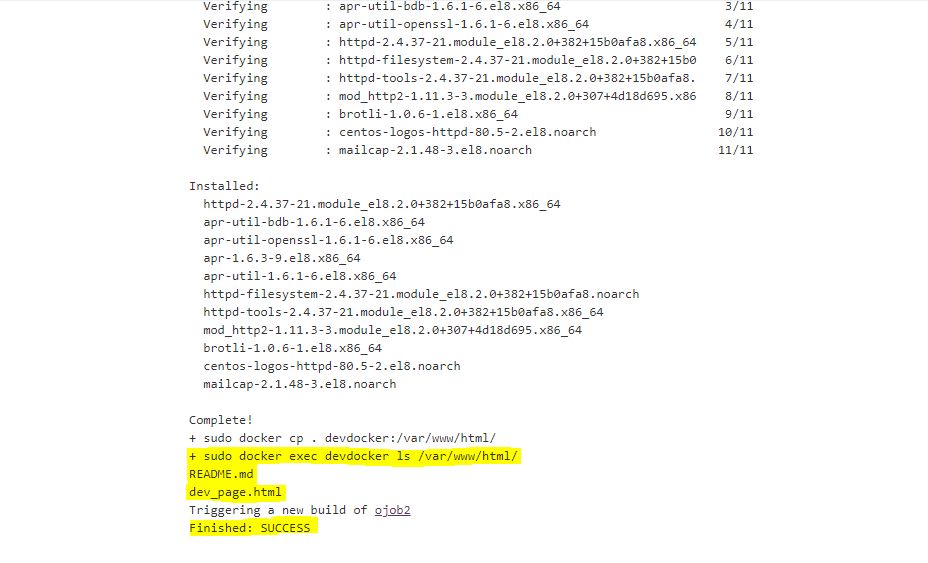 Verifying : apr-util-bdb-1.6.1-6.el8.x86_64 3/11
Verifying : apr-util-openssl-1.6.1-6.el8.x86_64 4/11
Verifying : httpd-2.4.37-21.module_el8.2.0+382+15b0afa8.x86_64 5/11
Verifying : httpd-filesystem-2.4.37-21.module_el8.2.0+382+15b0 6/11
Verifying : httpd-tools-2.4.37-21.module_el8.2.0+382+15b0afa8. 7/11
Verifying : mod_http2-1.11.3-3.module_el8.2.0+307+4d18d695.x86 8/11
Verifying : brotli-1.0.6-1.el8.x86_64 9/11
Verifying : centos-logos-httpd-80.5-2.el8.noarch 10/11
Verifying : mailcap-2.1.48-3.el8.noarch 11/11
Installed:
httpd-2.4.37-21.module_el8.2.0+382+15b0afa8.x86_64
apr-util-bdb-1.6.1-6.el8.x86_64
apr-util-openssl-1.6.1-6.el8.x86_64
apr-1.6.3-9.el8.x86_64
apr-util-1.6.1-6.el8.x86_64
httpd-filesystem-2.4.37-21.module_el8.2.0+382+15b0afa8.noarch
httpd-tools-2.4.37-21.module_el8.2.0+382+15b0afa8.x86_64
mod_http2-1.11.3-3.module_el8.2.0+307+4d18d695.x86_64
brotli-1.0.6-1.el8.x86_64
centos-logos-httpd-80.5-2.el8.noarch
mailcap-2.1.48-3.el8.noarch
Complete!
+ sudo docker cp . devdocker:/var/www/html/
+ sudo docker exec devdocker ls /var/www/html/
README.md
dev_page.html
Triggering a new build of ojob2
Finished: SUCCESS